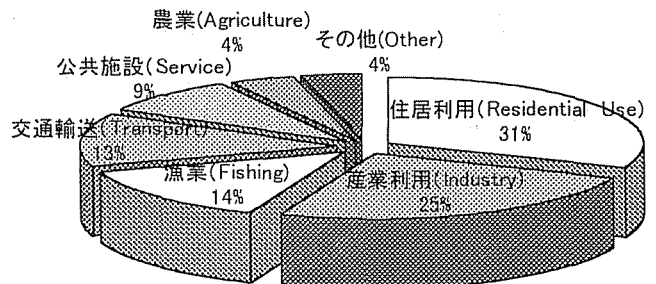 農業(Agriculture)
4%
その他(Other)
4%
公共施設(Service)
9%
住居利用(Residential Use)
31%
交通輸送(Transport)
13%
漁業(Fishing)
14%
産業利用(Industry)
25%